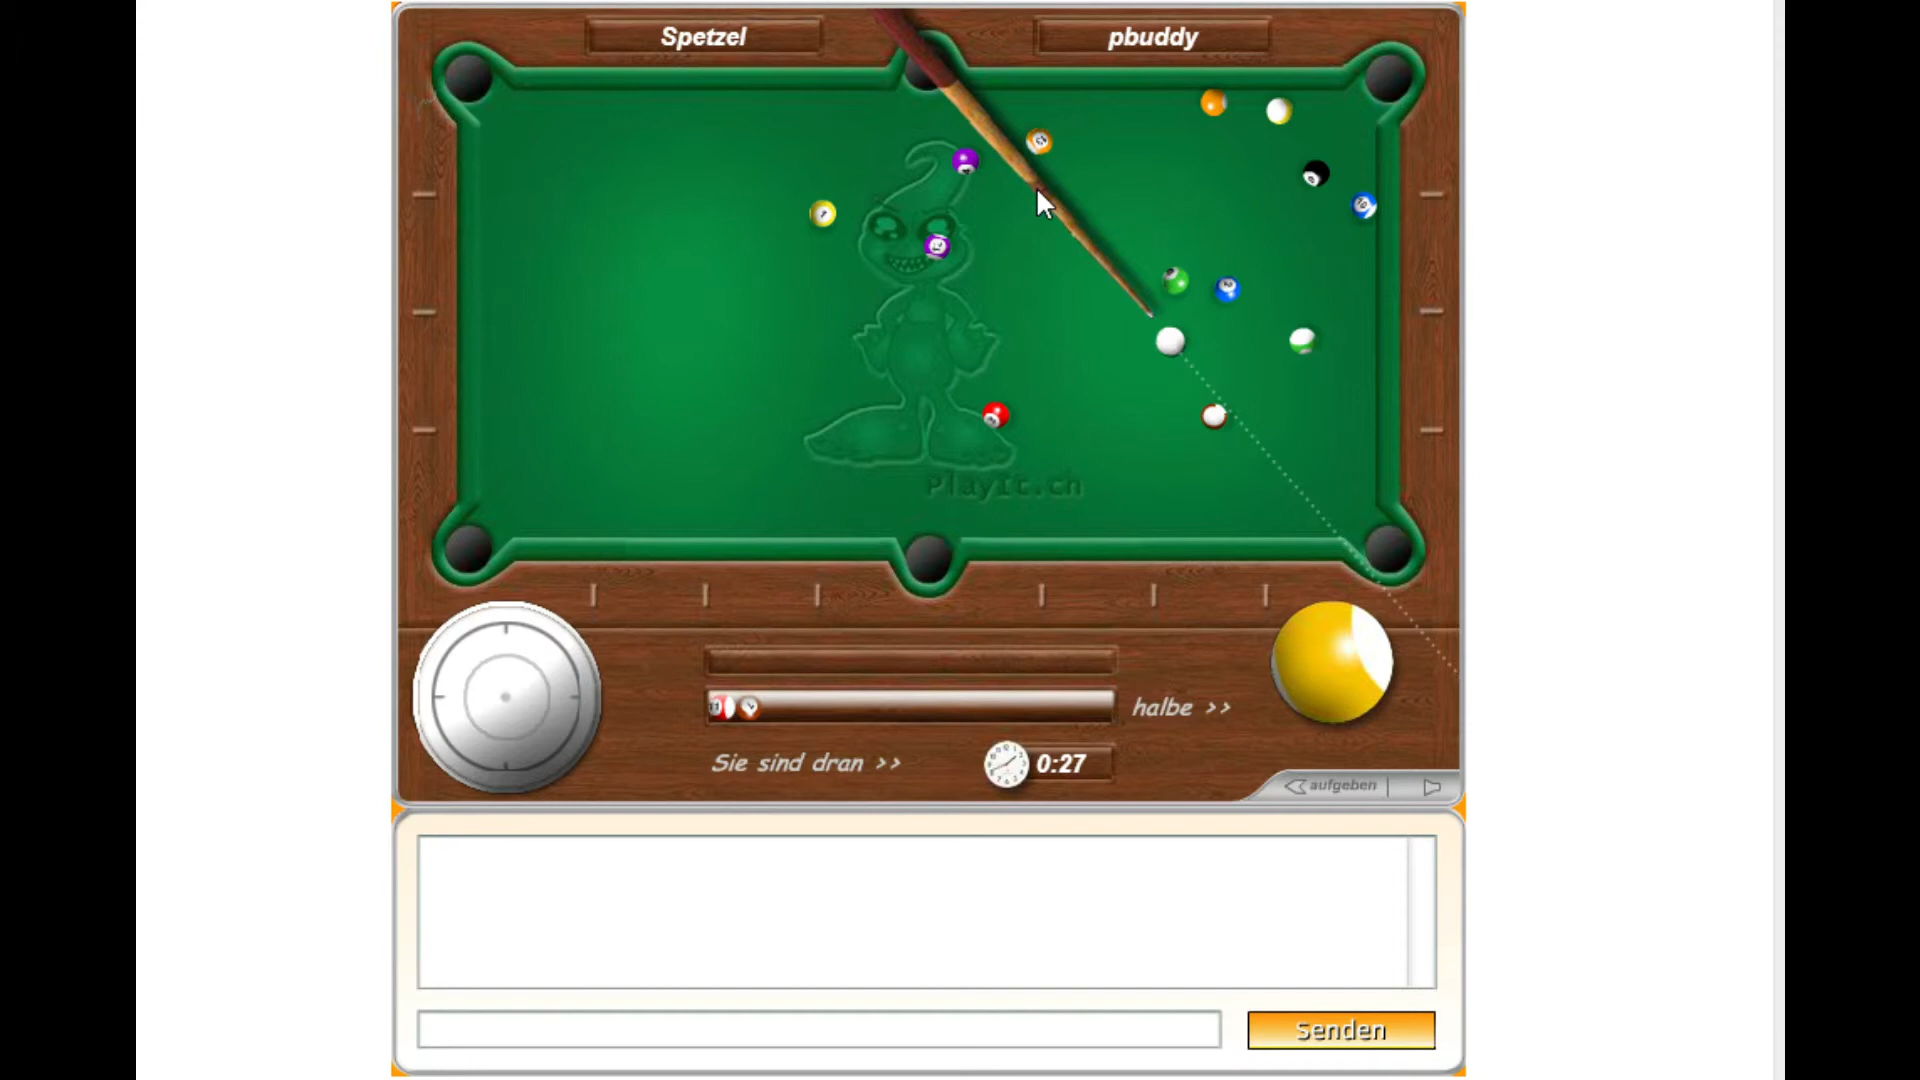 Spetzel
pbuddy
PlayIt.ch
halbe >>
Sie sind dran >>
0:27
aufgeben
Senden